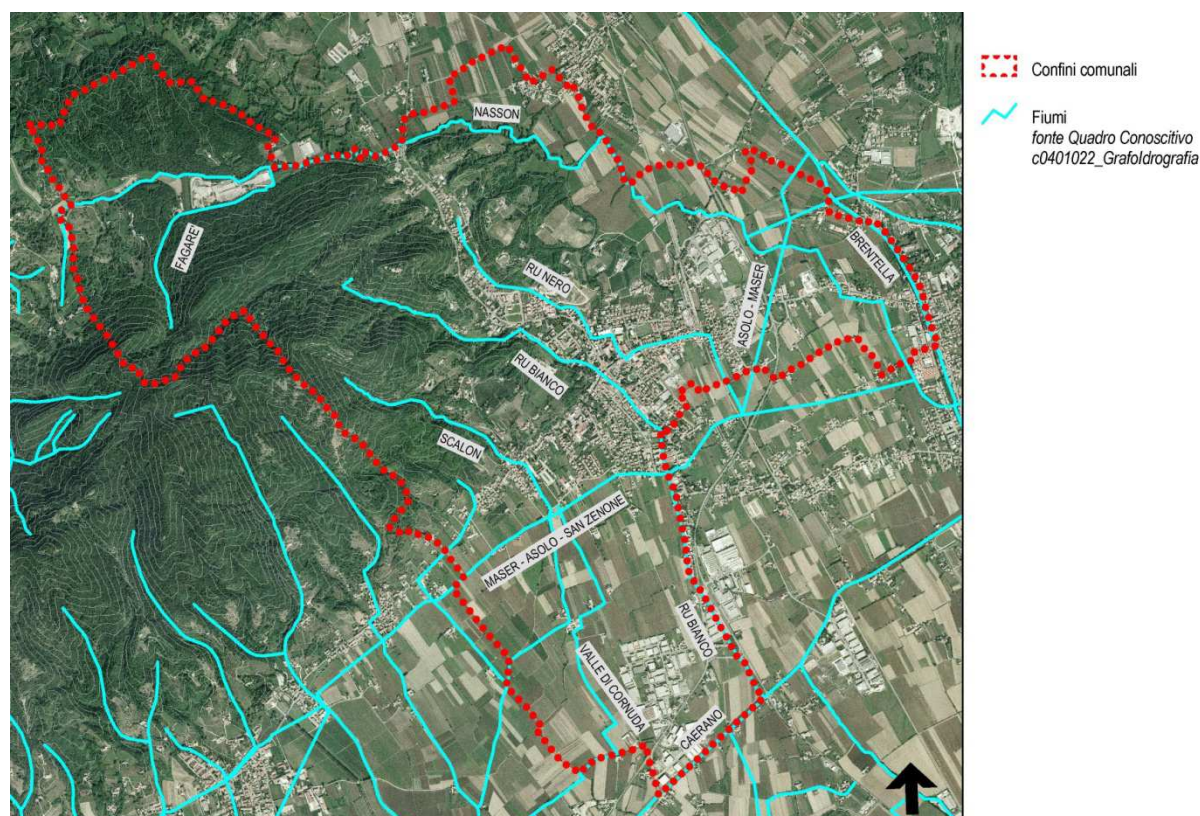 NASSON
FAGARE
RU NERO
BRENTELLA
ASOLO - MASER
RU BIANCO
SCALON
MASER - ASOLO - SAN ZENONE
RU BIANCO
VALLE DI CORNUDA
CAERANO
Confini comunali
Fiumi
fonte Quadro Conoscitivo
c0401022_GrafoIdrografia